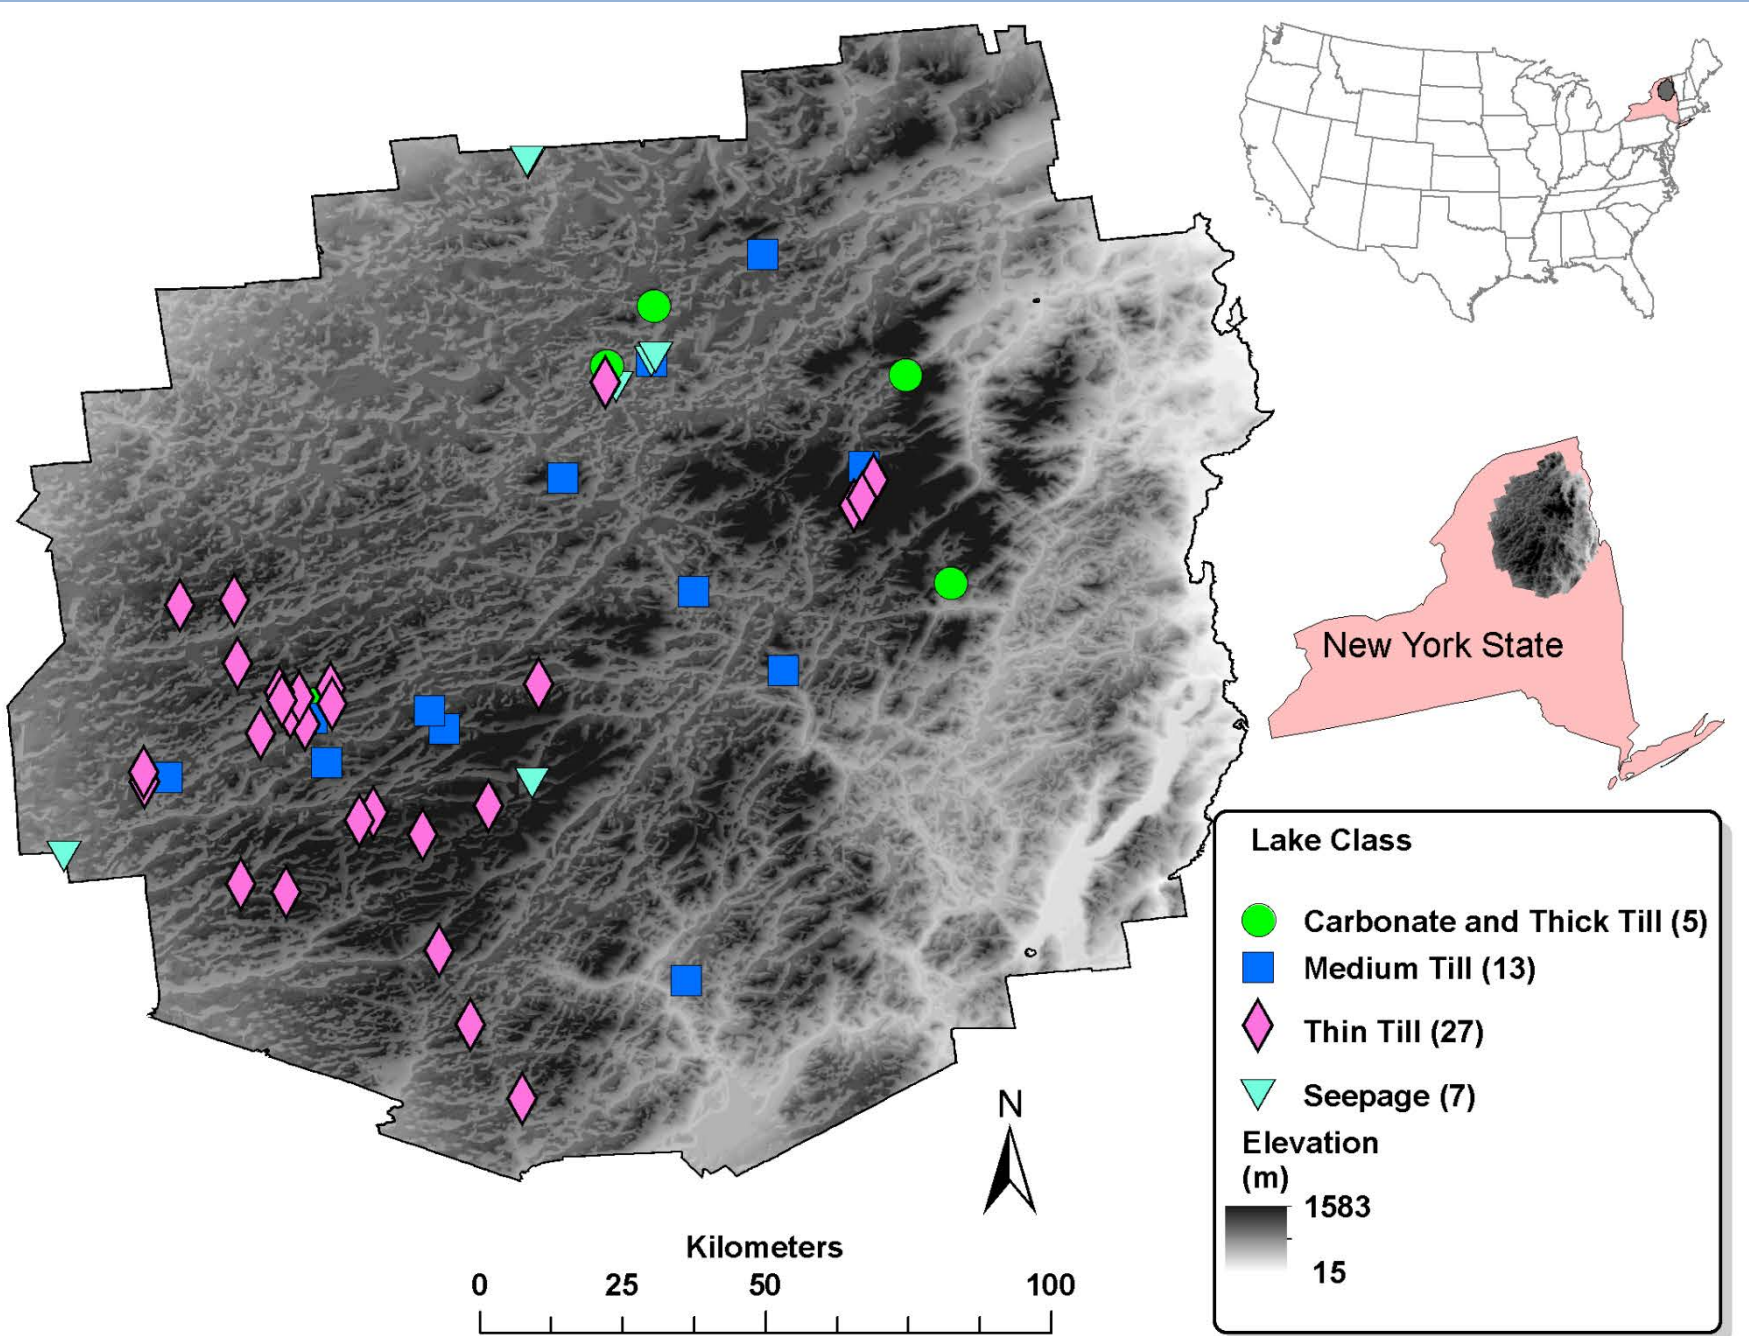 New York State
Lake Class
Carbonate and Thick Till (5)
Medium Till (13)
Thin Till (27)
Seepage (7)
Elevation
(m)
1583
15
N
Kilometers
0 25 50 100